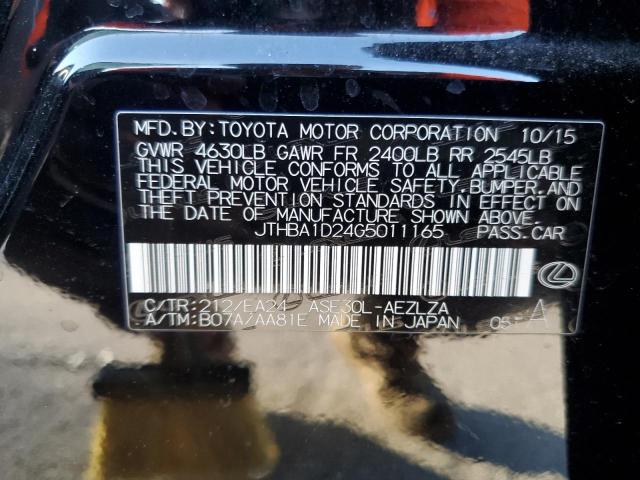 MFD.BY:TOYOTA MOTOR CORPORATION 10/15
GVWR 4630LB GAWR FR 2400LB RR 2545LB
THIS VEHICLE CONFORMS TO ALL APPLICABLE
FEDERAL MOTOR VEHICLE SAFETY,BUMPER,AND
THEFT PREVENTION STANDARDS IN EFFECT ON
THE DATE OF MANUFACTURE SHOWN ABOVE.
JTHBA1D24G5011165 PASS.CAR
C/TR:212/EA24 ASE30L-AEZLZA
A/TM:B07A/AA81E MADE IN JAPAN A